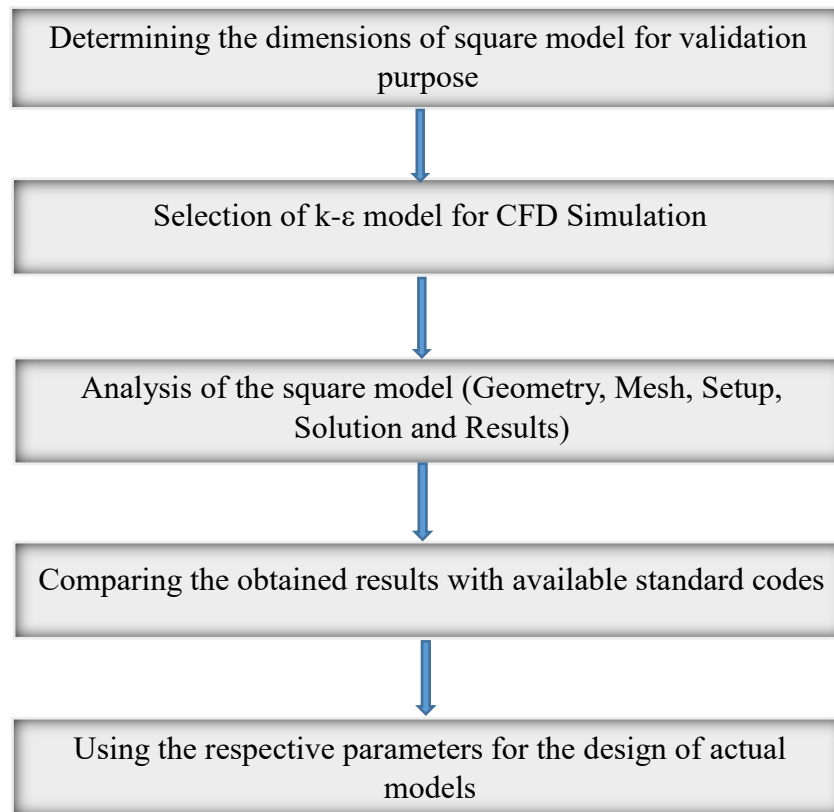 Determining the dimensions of square model for validation
purpose
Selection of k-ε model for CFD Simulation
Analysis of the square model (Geometry, Mesh, Setup,
Solution and Results)
Comparing the obtained results with available standard codes
Using the respective parameters for the design of actual
models